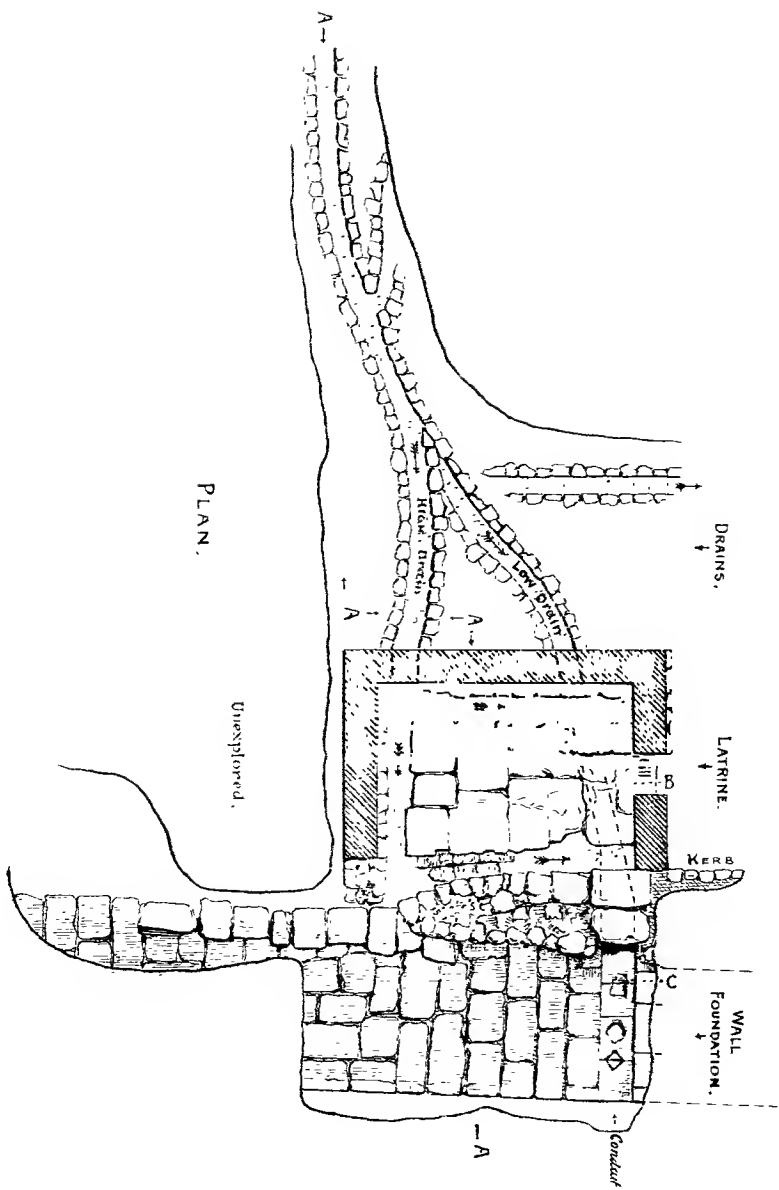 A
A
A
A
PLAN.
Unexplored.
High Drain
Low Drain
DRAINS.
LATRINE.
B
KERB
C
WALL
FOUNDATION.
Conduit